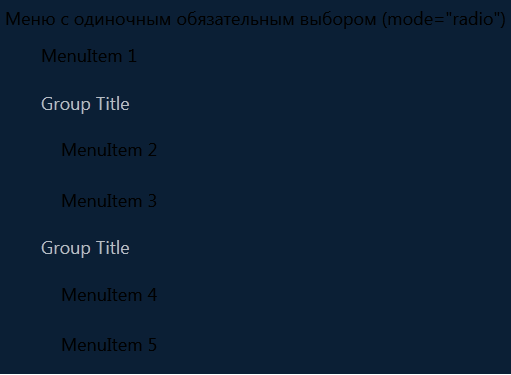 Меню с одиночным обязательным выбором (mode="radio")
MenuItem 1
Group Title
MenuItem 2
MenuItem 3
Group Title
MenuItem 4
MenuItem 5